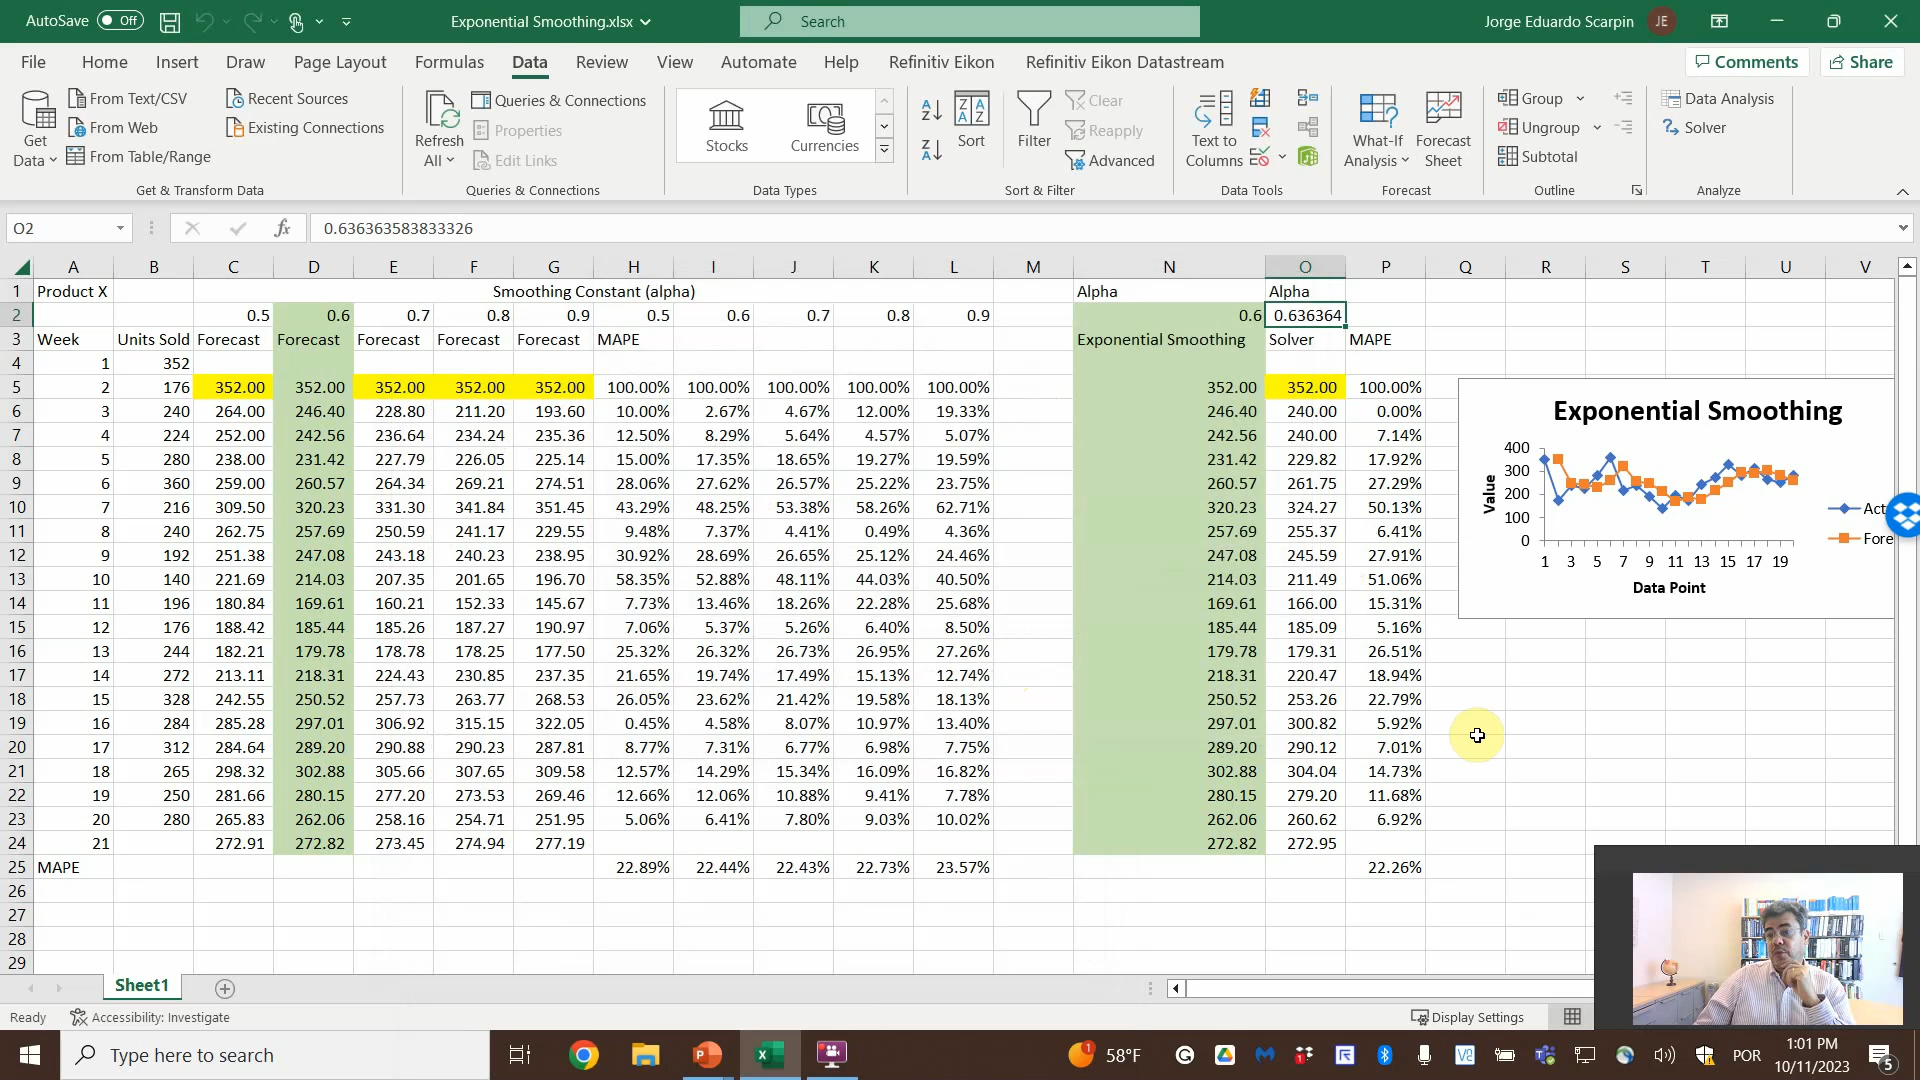 AutoSave Off Exponential Smoothing.xlsx Search Jorge Eduardo Scarpin JE
File Home Insert Draw Page Layout Formulas Data Review View Automate Help Refinitiv Eikon Refinitiv Eikon Datastream Comments Share
Get Data
From Text/CSV
From Web
From Table/Range
Recent Sources
Existing Connections
Get & Transform Data
Refresh All
Queries & Connections
Properties
Edit Links
Queries & Connections
Stocks Currencies
Data Types
Sort
Filter
Clear
Reapply
Advanced
Sort & Filter
Text to Columns
Data Tools
What-If Analysis
Forecast Sheet
Forecast
Group
Ungroup
Subtotal
Outline
Data Analysis
Solver
Analyze
O2 fx 0.636363583833326
A B C D E F G H I J K L M N O P Q R S T U V
1 Product X Smoothing Constant (alpha) Alpha Alpha
2 0.5 0.6 0.7 0.8 0.9 0.5 0.6 0.7 0.8 0.9 0.6 0.636364
3 Week Units Sold Forecast Forecast Forecast Forecast Forecast MAPE Exponential Smoothing Solver MAPE
4 1 352
5 2 176 352.00 352.00 352.00 352.00 352.00 100.00% 100.00% 100.00% 100.00% 100.00% 352.00 352.00 100.00%
6 3 240 264.00 246.40 228.80 211.20 193.60 10.00% 2.67% 4.67% 12.00% 19.33% 246.40 240.00 0.00%
7 4 224 252.00 242.56 236.64 234.24 235.36 12.50% 8.29% 5.64% 4.57% 5.07% 242.56 240.00 7.14%
8 5 280 238.00 231.42 227.79 226.05 225.14 15.00% 17.35% 18.65% 19.27% 19.59% 231.42 229.82 17.92%
9 6 360 259.00 260.57 264.34 269.21 274.51 28.06% 27.62% 26.57% 25.22% 23.75% 260.57 261.75 27.29%
10 7 216 309.50 320.23 331.30 341.84 351.45 43.29% 48.25% 53.38% 58.26% 62.71% 320.23 324.27 50.13%
11 8 240 262.75 257.69 250.59 241.17 229.55 9.48% 7.37% 4.41% 0.49% 4.36% 257.69 255.37 6.41%
12 9 192 251.38 247.08 243.18 240.23 238.95 30.92% 28.69% 26.65% 25.12% 24.46% 247.08 245.59 27.91%
13 10 140 221.69 214.03 207.35 201.65 196.70 58.35% 52.88% 48.11% 44.03% 40.50% 214.03 211.49 51.06%
14 11 196 180.84 169.61 160.21 152.33 145.67 7.73% 13.46% 18.26% 22.28% 25.68% 169.61 166.00 15.31%
15 12 176 188.42 185.44 185.26 187.27 190.97 7.06% 5.37% 5.26% 6.40% 8.50% 185.44 185.09 5.16%
16 13 244 182.21 179.78 178.78 178.25 177.50 25.32% 26.32% 26.73% 26.95% 27.26% 179.78 179.31 26.51%
17 14 272 213.11 218.31 224.43 230.85 237.35 21.65% 19.74% 17.49% 15.13% 12.74% 218.31 220.47 18.94%
18 15 328 242.55 250.52 257.73 263.77 268.53 26.05% 23.62% 21.42% 19.58% 18.13% 250.52 253.26 22.79%
19 16 284 285.28 297.01 306.92 315.15 322.05 0.45% 4.58% 8.07% 10.97% 13.40% 297.01 300.82 5.92%
20 17 312 284.64 289.20 290.88 290.23 287.81 8.77% 7.31% 6.77% 6.98% 7.75% 289.20 290.12 7.01%
21 18 265 298.32 302.88 305.66 307.65 309.58 12.57% 14.29% 15.34% 16.09% 16.82% 302.88 304.04 14.73%
22 19 250 281.66 280.15 277.20 273.53 269.46 12.66% 12.06% 10.88% 9.41% 7.78% 280.15 279.20 11.68%
23 20 280 265.83 262.06 258.16 254.71 251.95 5.06% 6.41% 7.80% 9.03% 10.02% 262.06 260.62 6.92%
24 21 272.91 272.82 273.45 274.94 277.19 272.82 272.95
25 MAPE 22.89% 22.44% 22.43% 22.73% 23.57% 22.26%
26
27
28
29
Exponential Smoothing
Value
400
300
200
100
0
1 3 5 7 9 11 13 15 17 19
Data Point
Act
Fore
Sheet1
Ready Accessibility: Investigate Display Settings
Type here to search 58°F POR 1:01 PM
10/11/2023
5